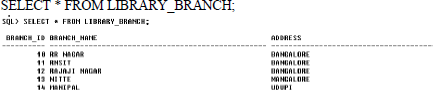 SELECT * FROM LIBRARY_BRANCH;
SQL> SELECT * FROM LIBRARY_BRANCH;
BRANCH_ID BRANCH_NAME ADDRESS
10 RR NAGAR BANGALORE
11 RNSIT BANGALORE
12 RAJAJI NAGAR BANGALORE
13 NITTE MANGALORE
14 MANIPAL UDUPI